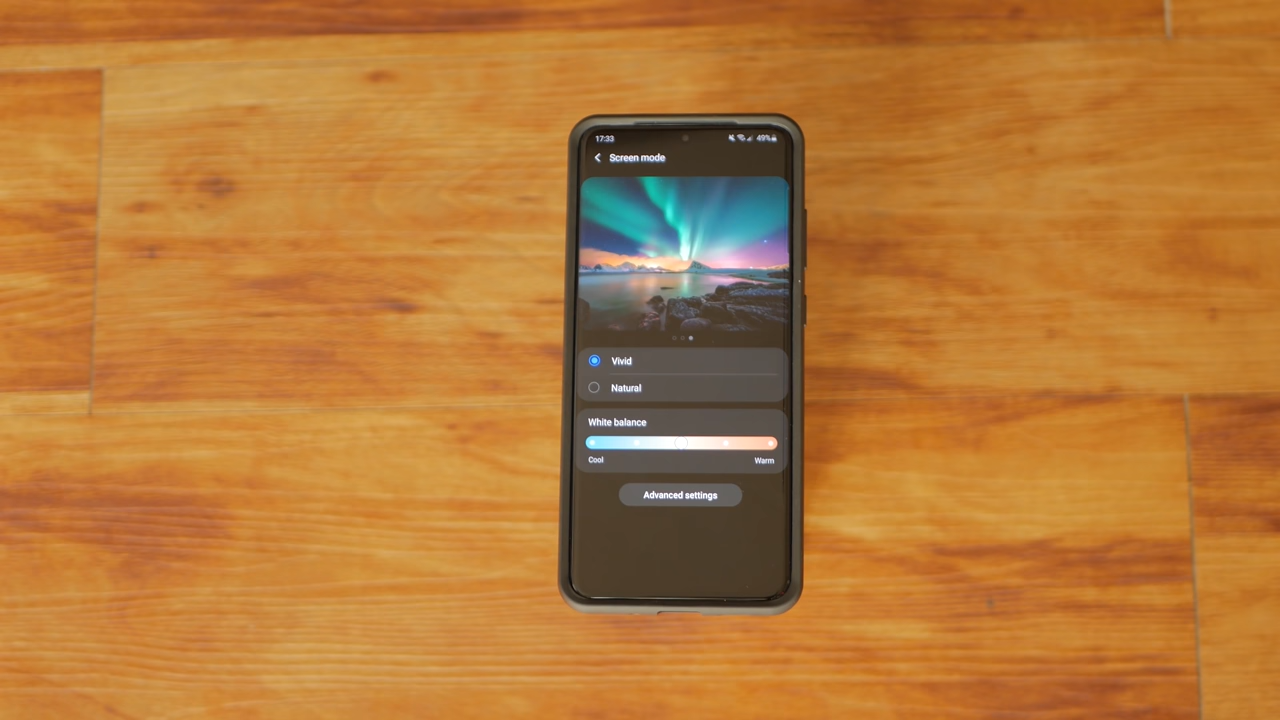 17:33 49%
Screen mode
Vivid
Natural
White balance
Cool Warm
Advanced settings